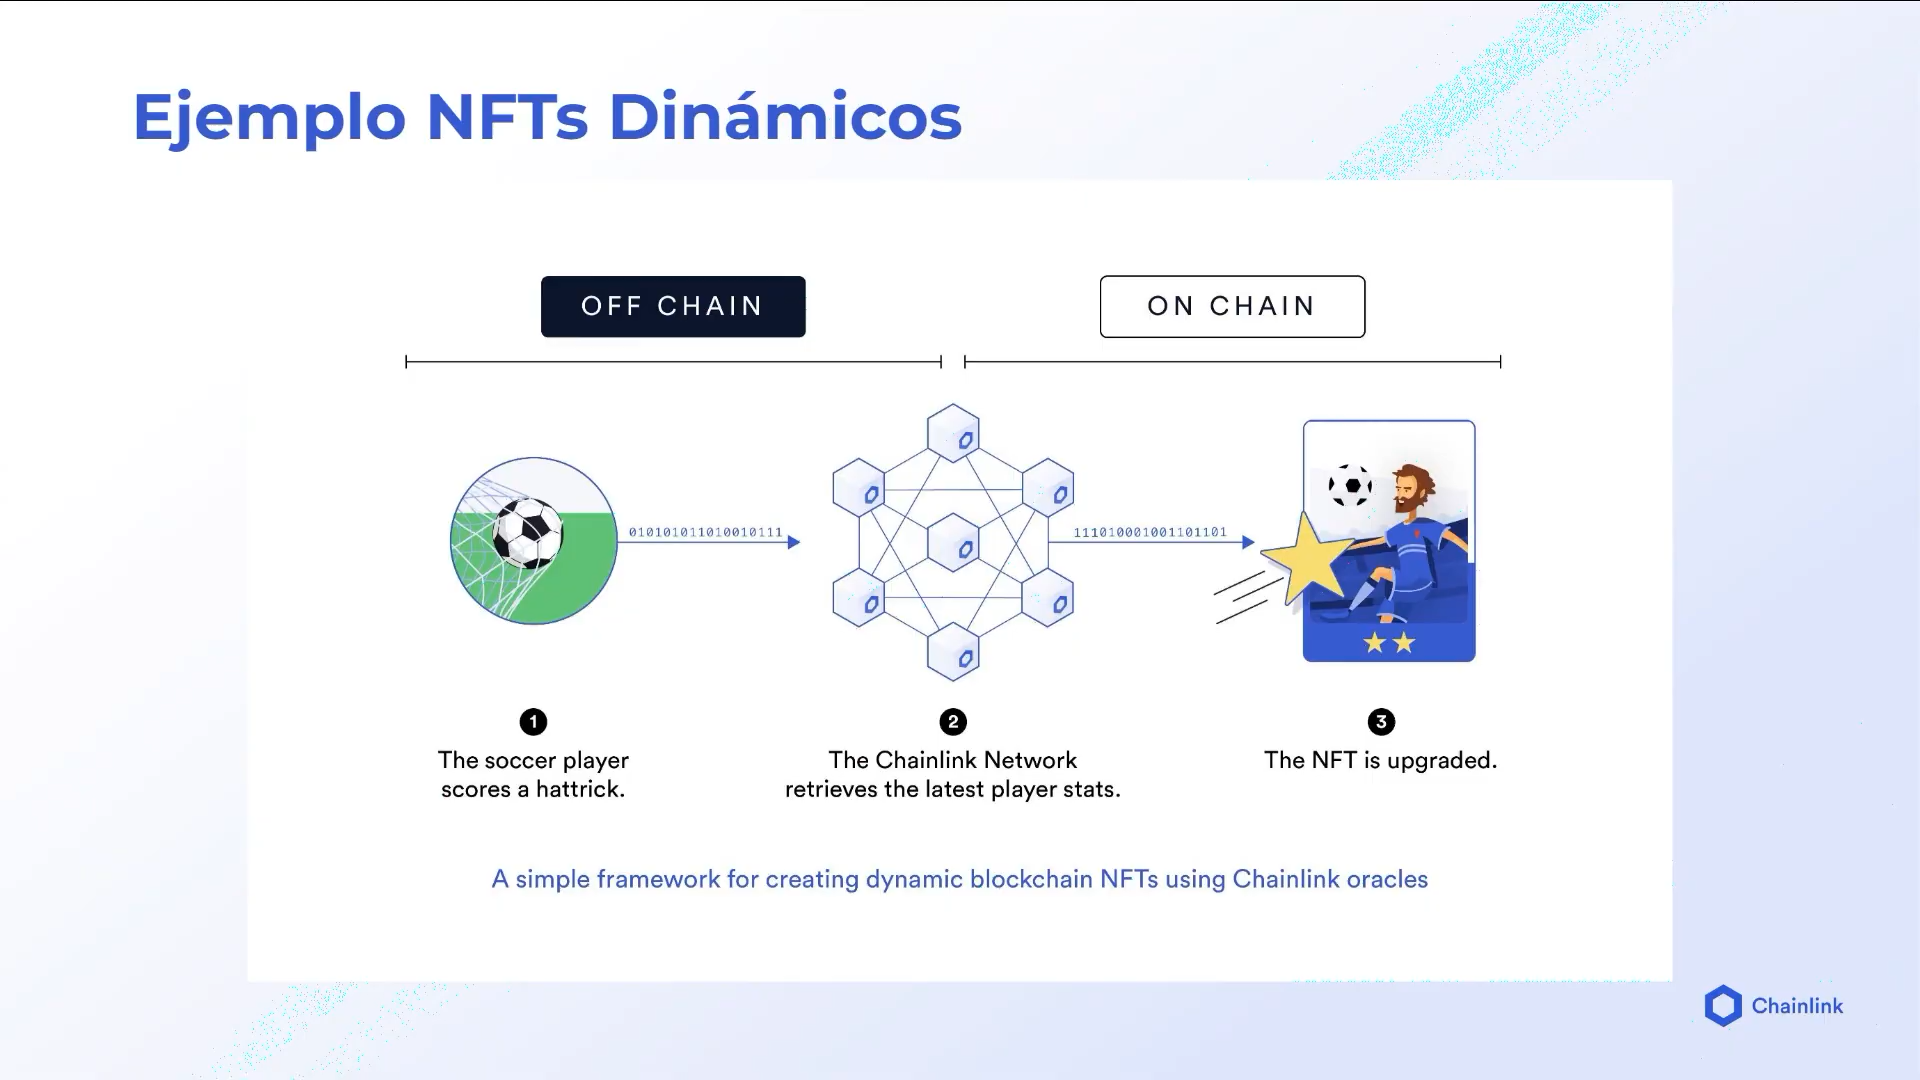 Ejemplo NFTs Dinámicos
OFF CHAIN
ON CHAIN
010101011010010111
111010001001101101
1
The soccer player
scores a hattrick.
2
The Chainlink Network
retrieves the latest player stats.
3
The NFT is upgraded.
A simple framework for creating dynamic blockchain NFTs using Chainlink oracles
Chainlink